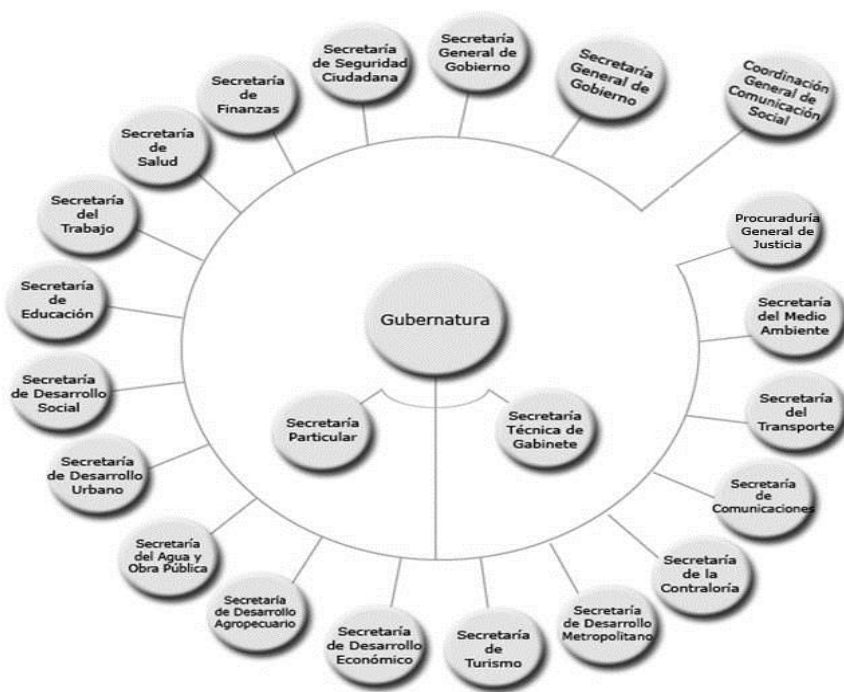 Secretaría
General de
Gobierno
Secretaría
General de
Gobierno
Coordinación
General de
Comunicación
Social
Procuraduría
General de
Justicia
Secretaría
del Medio
Ambiente
Secretaría
del
Transporte
Secretaría
de
Comunicaciones
Secretaría
de la
Contraloría
Secretaría
de Desarrollo
Metropolitano
Secretaría
de
Turismo
Secretaría
de Desarrollo
Económico
Secretaría
de Desarrollo
Agropecuario
Secretaría
del Agua y
Obra Pública
Secretaría
de Desarrollo
Urbano
Secretaría
de Desarrollo
Social
Secretaría
de
Educación
Secretaría
del
Trabajo
Secretaría
de
Salud
Secretaría
de
Finanzas
Secretaría
de Seguridad
Ciudadana
Gubernatura
Secretaría
Particular
Secretaría
Técnica de
Gabinete